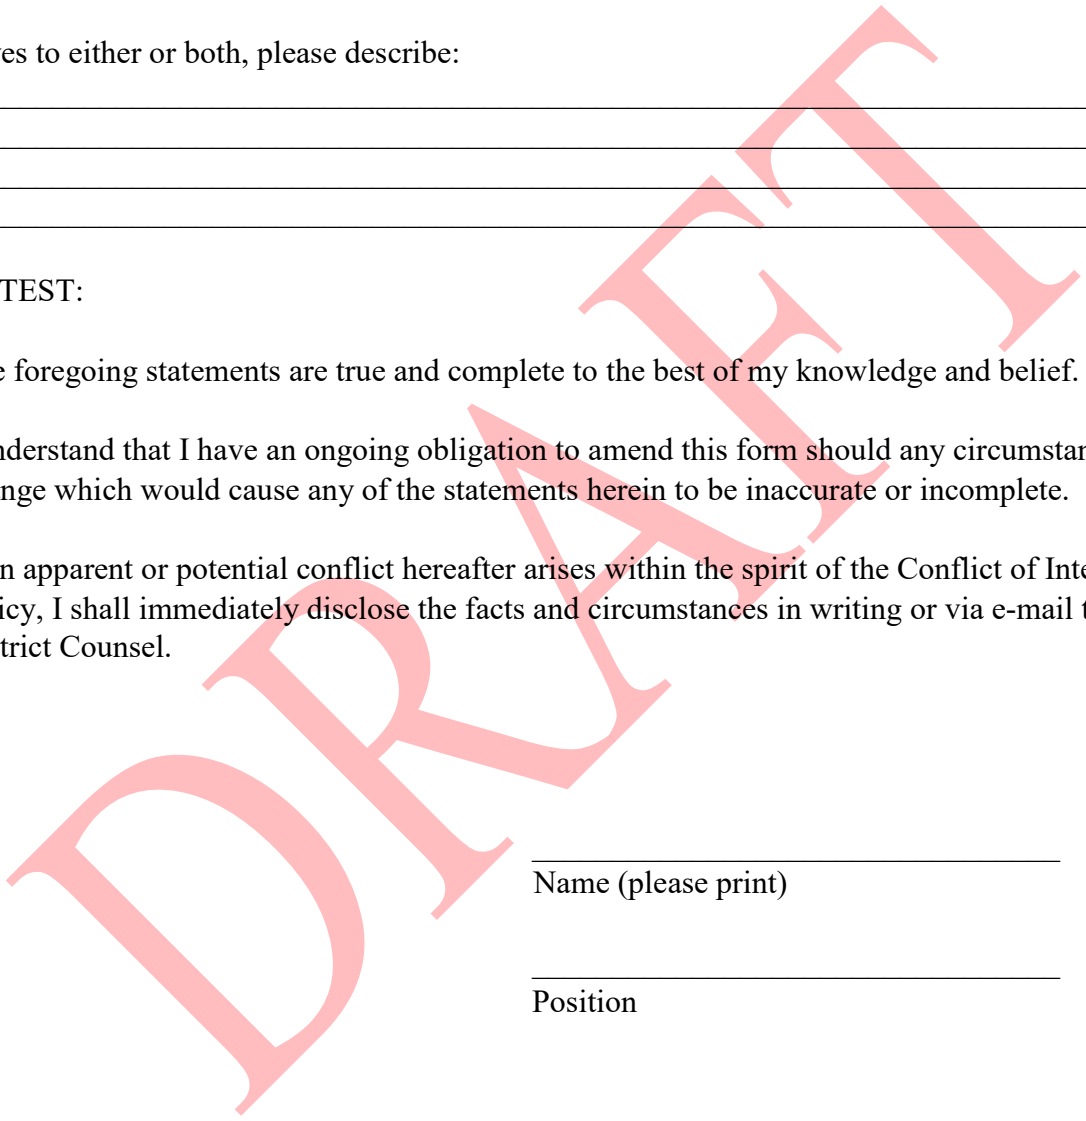 es to either or both, please describe:
TEST:
e foregoing statements are true and complete to the best of my knowledge and belief.
nderstand that I have an ongoing obligation to amend this form should any circumstan
nge which would cause any of the statements herein to be inaccurate or incomplete.
n apparent or potential conflict hereafter arises within the spirit of the Conflict of Inte
icy, I shall immediately disclose the facts and circumstances in writing or via e-mail t
trict Counsel.
Name (please print)
Position
DRAFT